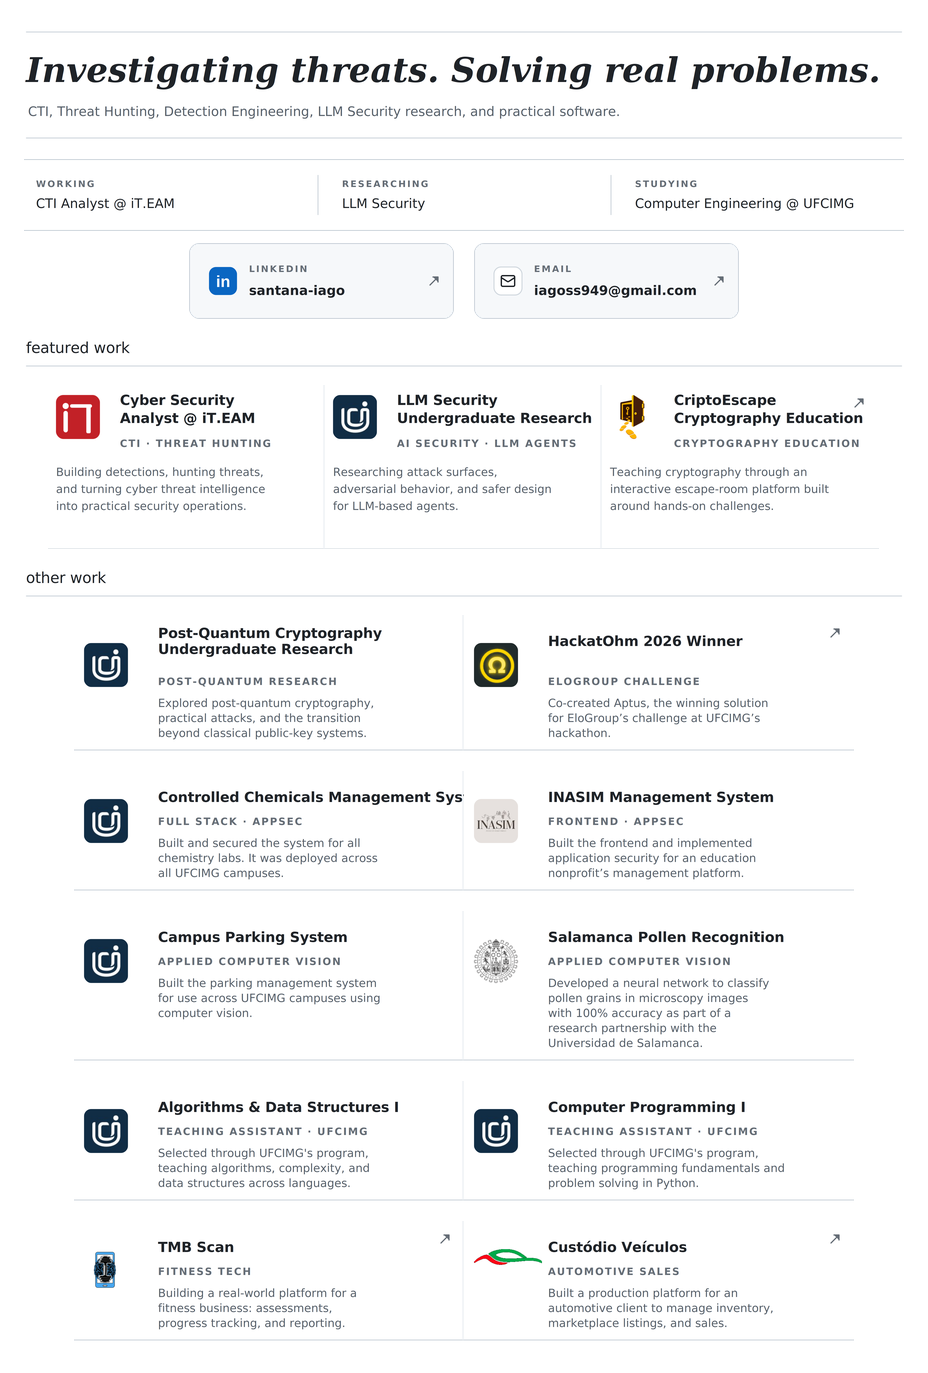 Investigating threats. Solving real problems.
CTI, Threat Hunting, Detection Engineering, LLM Security research, and practical software.
WORKING
CTI Analyst @ iT.EAM
RESEARCHING
LLM Security
STUDYING
Computer Engineering @ UFCIMG
in
LINKEDIN
santana-iago
↗
EMAIL
iagoss949@gmail.com
↗
featured work
iT
Cyber Security
Analyst @ iT.EAM
CTI · THREAT HUNTING
Building detections, hunting threats,
and turning cyber threat intelligence
into practical security operations.
LLM Security
Undergraduate Research
AI SECURITY · LLM AGENTS
Researching attack surfaces,
adversarial behavior, and safer design
for LLM-based agents.
CriptoEscape
Cryptography Education
↗
CRYPTOGRAPHY EDUCATION
Teaching cryptography through an
interactive escape-room platform built
around hands-on challenges.
other work
Post-Quantum Cryptography
Undergraduate Research
POST-QUANTUM RESEARCH
Explored post-quantum cryptography,
practical attacks, and the transition
beyond classical public-key systems.
Ω
HackatOhm 2026 Winner
↗
ELOGROUP CHALLENGE
Co-created Aptus, the winning solution
for EloGroup’s challenge at UFCIMG’s
hackathon.
Controlled Chemicals Management Sys
FULL STACK · APPSEC
Built and secured the system for all
chemistry labs. It was deployed across
all UFCIMG campuses.
INASIM
INASIM Management System
FRONTEND · APPSEC
Built the frontend and implemented
application security for an education
nonprofit’s management platform.
Campus Parking System
APPLIED COMPUTER VISION
Built the parking management system
for use across UFCIMG campuses using
computer vision.
Salamanca Pollen Recognition
APPLIED COMPUTER VISION
Developed a neural network to classify
pollen grains in microscopy images
with 100% accuracy as part of a
research partnership with the
Universidad de Salamanca.
Algorithms & Data Structures I
TEACHING ASSISTANT · UFCIMG
Selected through UFCIMG's program,
teaching algorithms, complexity, and
data structures across languages.
Computer Programming I
TEACHING ASSISTANT · UFCIMG
Selected through UFCIMG's program,
teaching programming fundamentals and
problem solving in Python.
TMB Scan
↗
FITNESS TECH
Building a real-world platform for a
fitness business: assessments,
progress tracking, and reporting.
Custódio Veículos
↗
AUTOMOTIVE SALES
Built a production platform for an
automotive client to manage inventory,
marketplace listings, and sales.